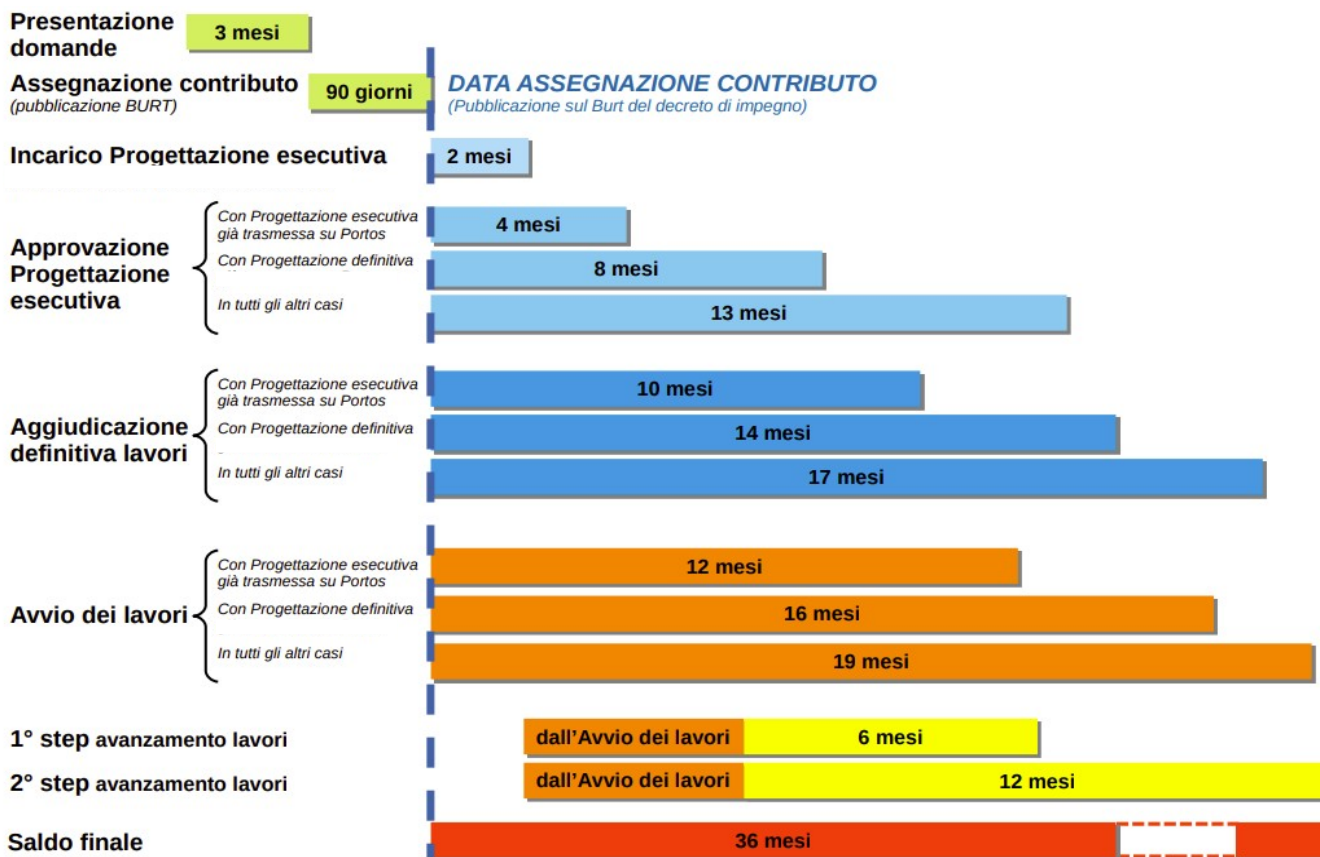 Presentazione
domande
3 mesi
Assegnazione contributo
(pubblicazione BURT)
90 giorni
DATA ASSEGNAZIONE CONTRIBUTO
(Pubblicazione sul Burt del decreto di impegno)
Incarico Progettazione esecutiva
2 mesi
Approvazione
Progettazione
esecutiva
Con Progettazione esecutiva
già trasmessa su Portos
4 mesi
Con Progettazione definitiva
8 mesi
In tutti gli altri casi
13 mesi
Aggiudicazione
definitiva lavori
Con Progettazione esecutiva
già trasmessa su Portos
10 mesi
Con Progettazione definitiva
14 mesi
In tutti gli altri casi
17 mesi
Avvio dei lavori
Con Progettazione esecutiva
già trasmessa su Portos
12 mesi
Con Progettazione definitiva
16 mesi
In tutti gli altri casi
19 mesi
1° step avanzamento lavori
dall'Avvio dei lavori
6 mesi
2° step avanzamento lavori
dall'Avvio dei lavori
12 mesi
Saldo finale
36 mesi